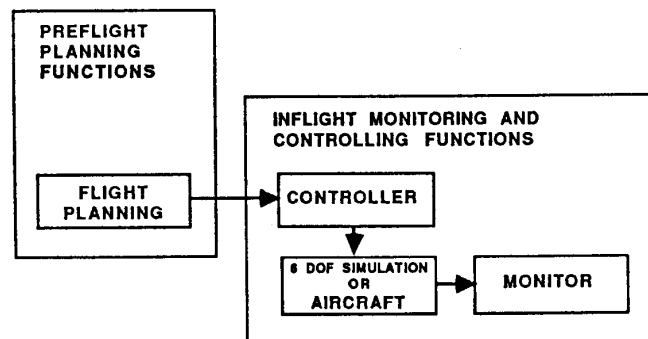 PREFLIGHT
PLANNING
FUNCTIONS
INFLIGHT MONITORING AND
CONTROLLING FUNCTIONS
FLIGHT
PLANNING
CONTROLLER
6 DOF SIMULATION
OR
AIRCRAFT
MONITOR